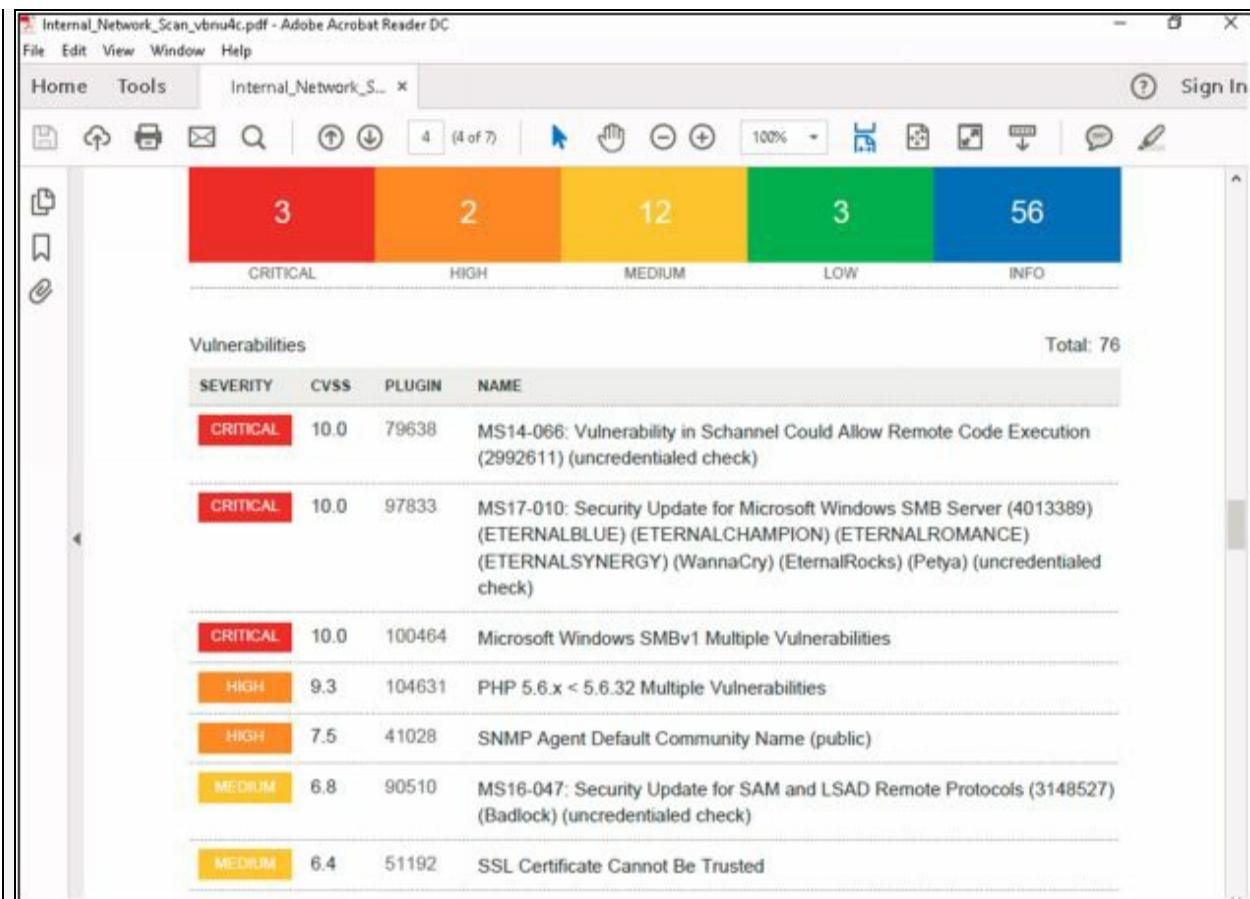 Internal_Network_Scan_vbnu4c.pdf - Adobe Acrobat Reader DC
File Edit View Window Help
Home Tools Internal_Network_S... × Sign In
4 (4 of 7) 100%
3 2 12 3 56
CRITICAL HIGH MEDIUM LOW INFO
Vulnerabilities Total: 76
SEVERITY CVSS PLUGIN NAME
CRITICAL 10.0 79638 MS14-066: Vulnerability in Schannel Could Allow Remote Code Execution
(2992611) (uncredentialed check)
CRITICAL 10.0 97833 MS17-010: Security Update for Microsoft Windows SMB Server (4013389)
(ETERNALBLUE) (ETERNALCHAMPION) (ETERNALROMANCE)
(ETERNALSYNERGY) (WannaCry) (EternalRocks) (Petya) (uncredentialed
check)
CRITICAL 10.0 100464 Microsoft Windows SMBv1 Multiple Vulnerabilities
HIGH 9.3 104631 PHP 5.6.x < 5.6.32 Multiple Vulnerabilities
HIGH 7.5 41028 SNMP Agent Default Community Name (public)
MEDIUM 6.8 90510 MS16-047: Security Update for SAM and LSAD Remote Protocols (3148527)
(Badlock) (uncredentialed check)
MEDIUM 6.4 51192 SSL Certificate Cannot Be Trusted